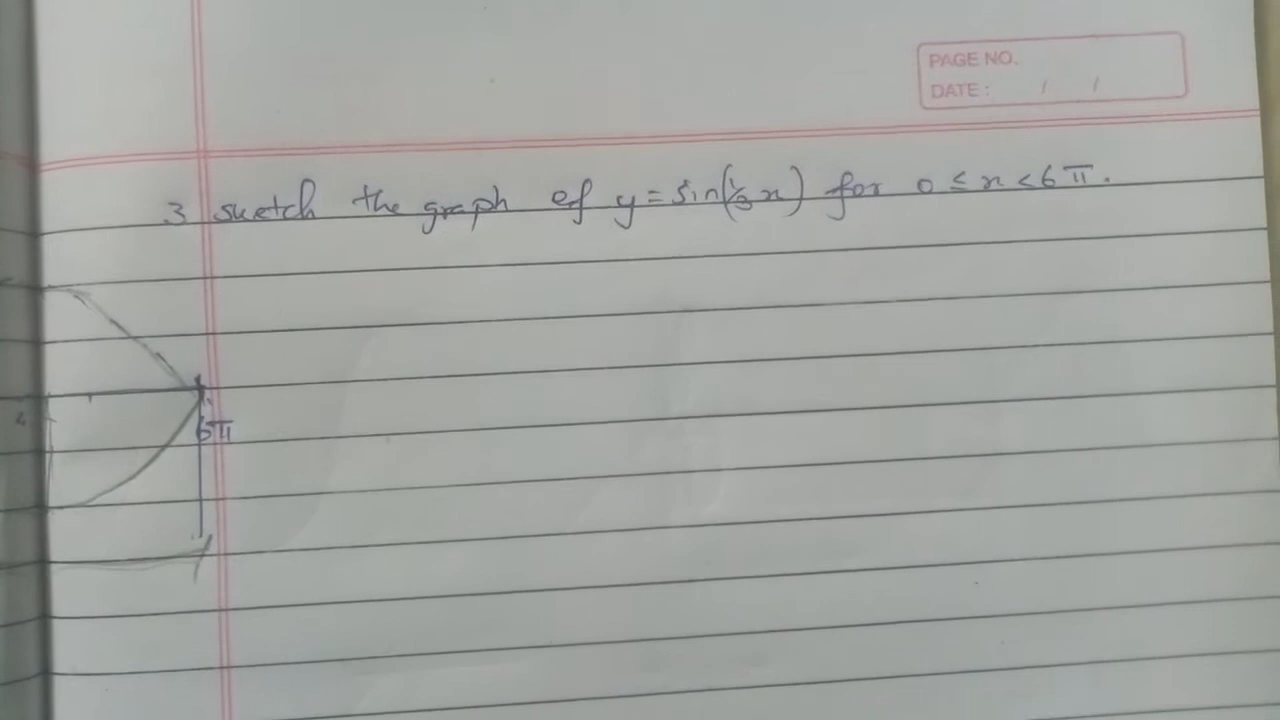 PAGE NO.
DATE : / /
3 sketch the graph of y = sin(⅓x) for 0 ≤ x < 6π.
6π